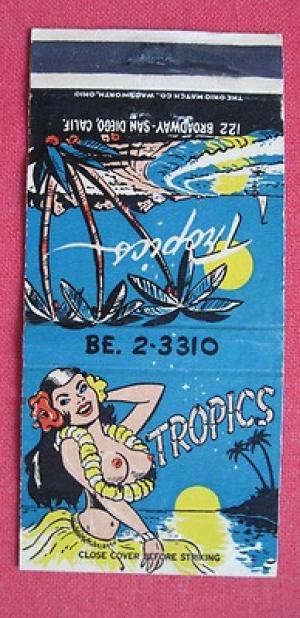 THE OHIO MATCH CO., WADSWORTH, OHIO
122 BROADWAY - SAN DIEGO, CALIF.
Tropics
BE. 2-3310
TROPICS
CLOSE COVER BEFORE STRIKING